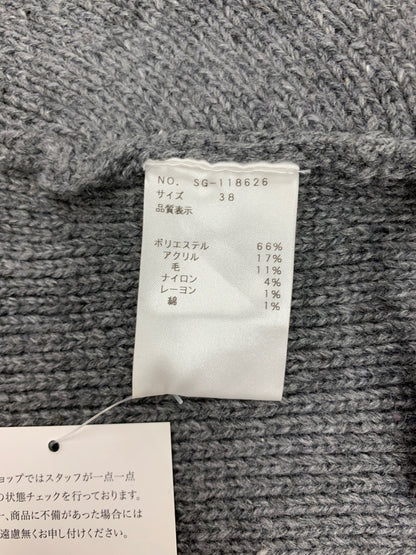 NO. SG-118626
サイズ 38
品質表示
ポリエステル 66%
アクリル 17%
毛 11%
ナイロン 4%
レーヨン 1%
綿 1%
ョップではスタッフが一点一点
の状態チェックを行っております。
一、商品に不備があった場合には
遠慮無くお申し付けください。